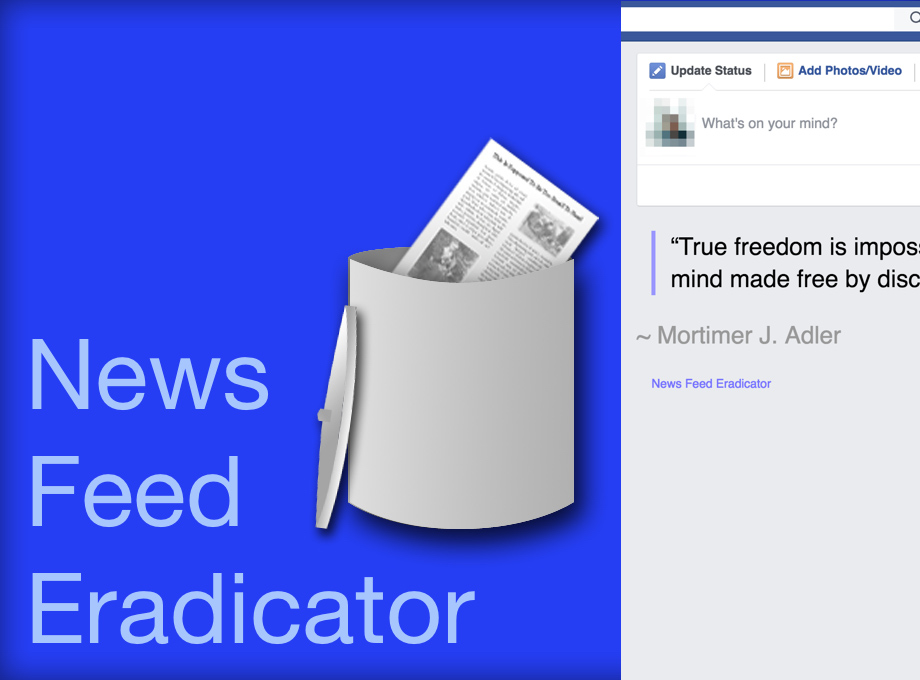 News
Feed
Eradicator
Update Status
Add Photos/Video
What's on your mind?
“True freedom is imposs
mind made free by disc
~ Mortimer J. Adler
News Feed Eradicator